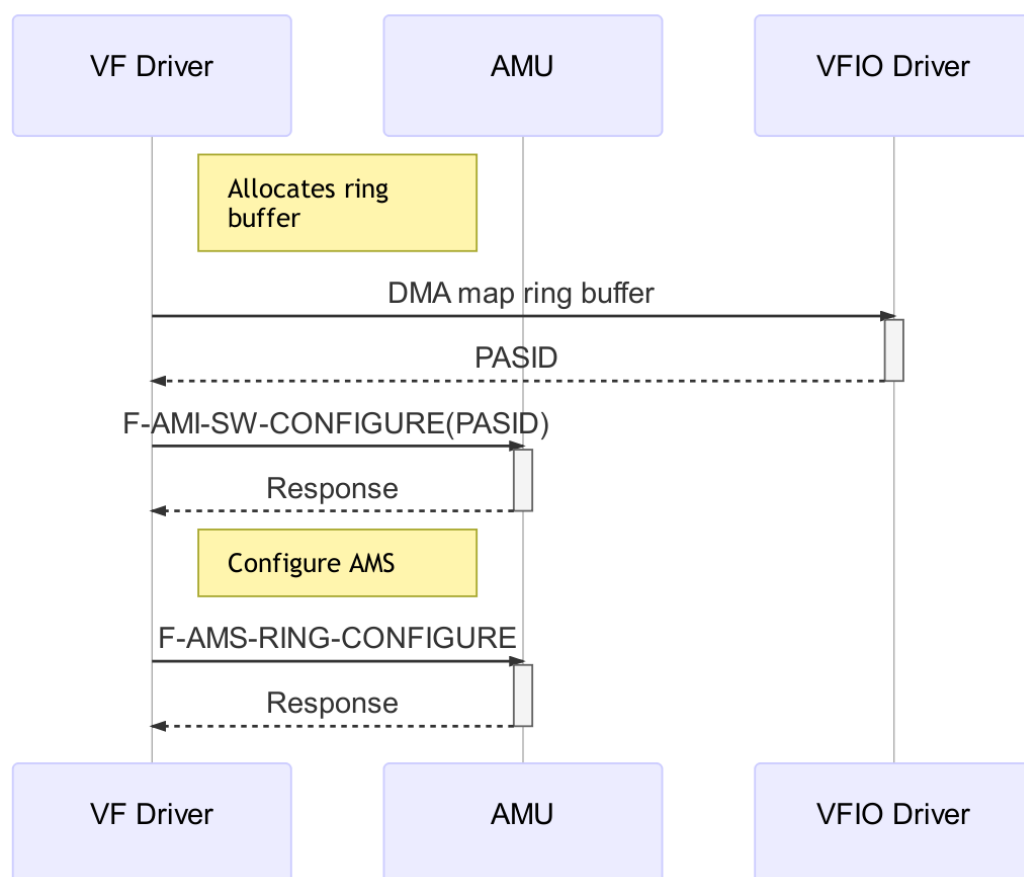 VF Driver
AMU
VFIO Driver
Allocates ring
buffer
DMA map ring buffer
PASID
F-AMI-SW-CONFIGURE(PASID)
Response
Configure AMS
F-AMS-RING-CONFIGURE
Response
VF Driver
AMU
VFIO Driver